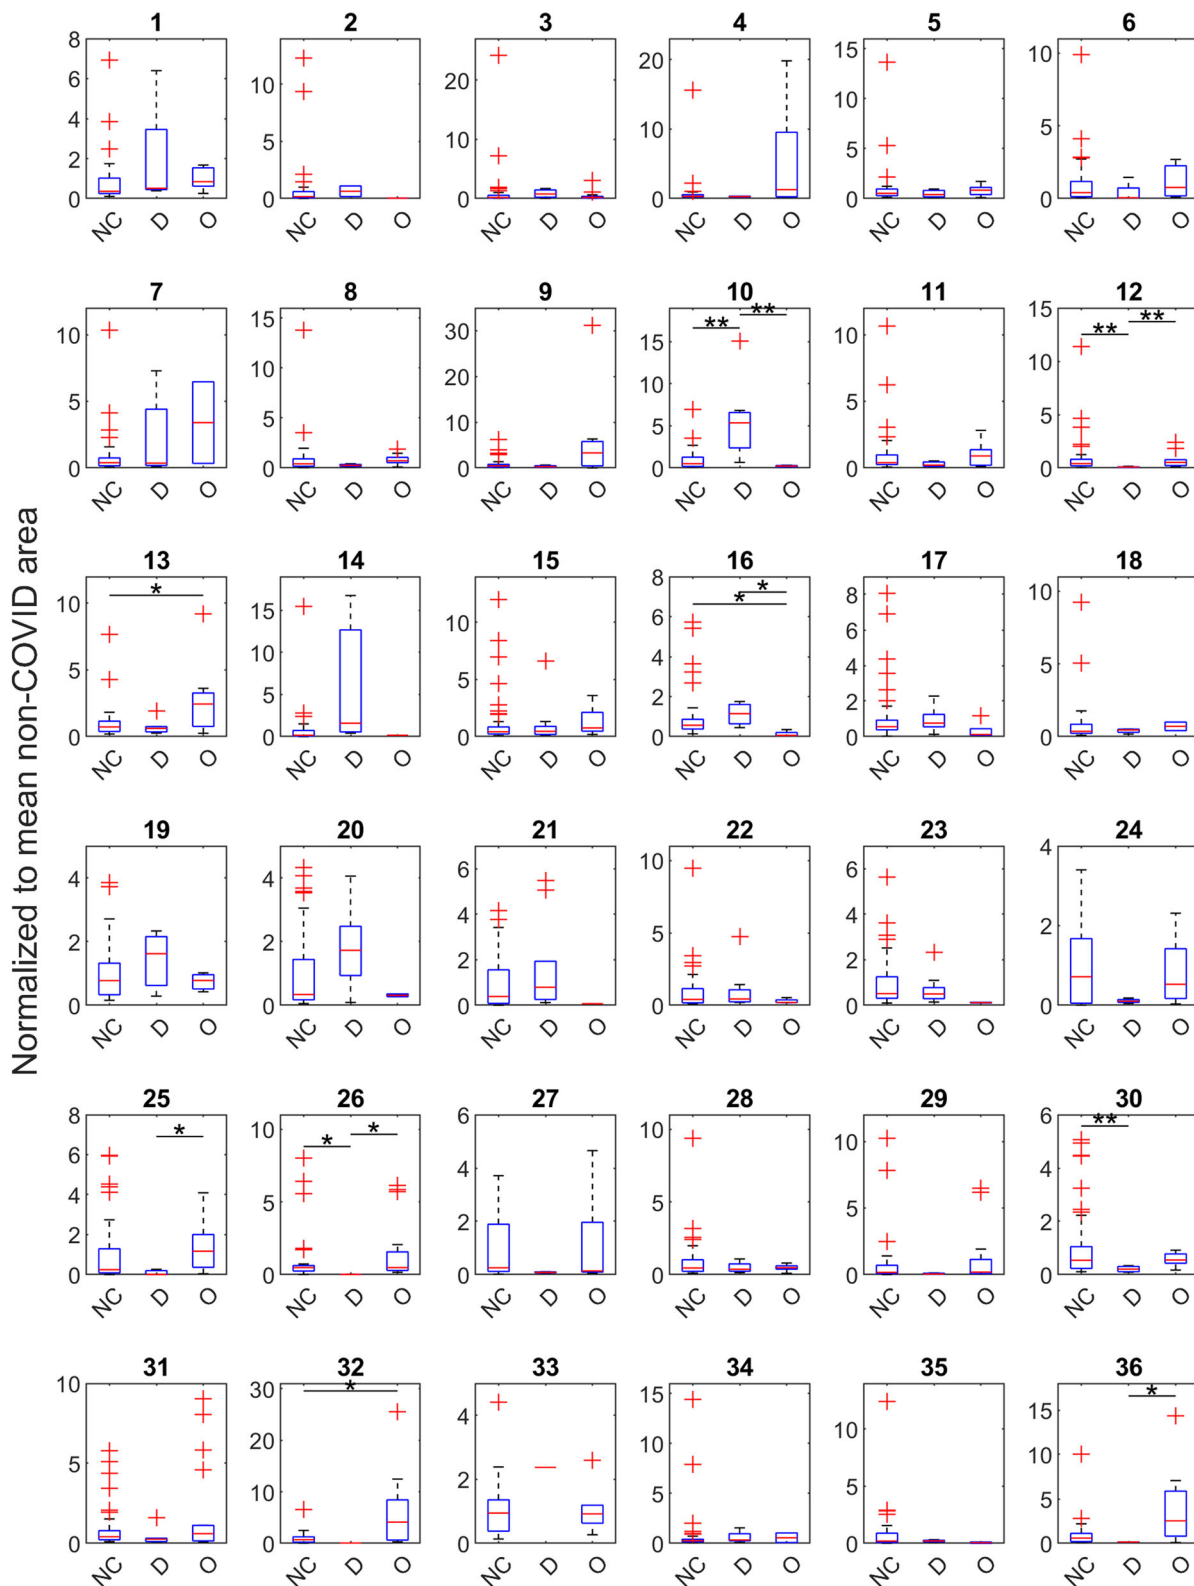 Normalized to mean non-COVID area
1 2 3 4 5 6
8 6 4 2 0
10 5 0
20 10 0
20 10 0
15 10 5 0
10 5 0
NC D O NC D O NC D O NC D O NC D O NC D O
7 8 9 10 11 12
** ** ** **
10 5 0
15 10 5 0
30 20 10 0
15 10 5 0
10 5 0
15 10 5 0
NC D O NC D O NC D O NC D O NC D O NC D O
13 14 15 16 17 18
* * *
10 5 0
15 10 5 0
15 10 5 0
8 6 4 2 0
8 6 4 2 0
10 5 0
NC D O NC D O NC D O NC D O NC D O NC D O
19 20 21 22 23 24
4 2 0
4 2 0
6 4 2 0
10 5 0
6 4 2 0
4 2 0
NC D O NC D O NC D O NC D O NC D O NC D O
25 26 27 28 29 30
* * * **
8 6 4 2 0
10 5 0
6 4 2 0
10 5 0
10 5 0
6 4 2 0
NC D O NC D O NC D O NC D O NC D O NC D O
31 32 33 34 35 36
* *
10 5 0
30 20 10 0
4 2 0
15 10 5 0
10 5 0
15 10 5 0
NC D O NC D O NC D O NC D O NC D O NC D O